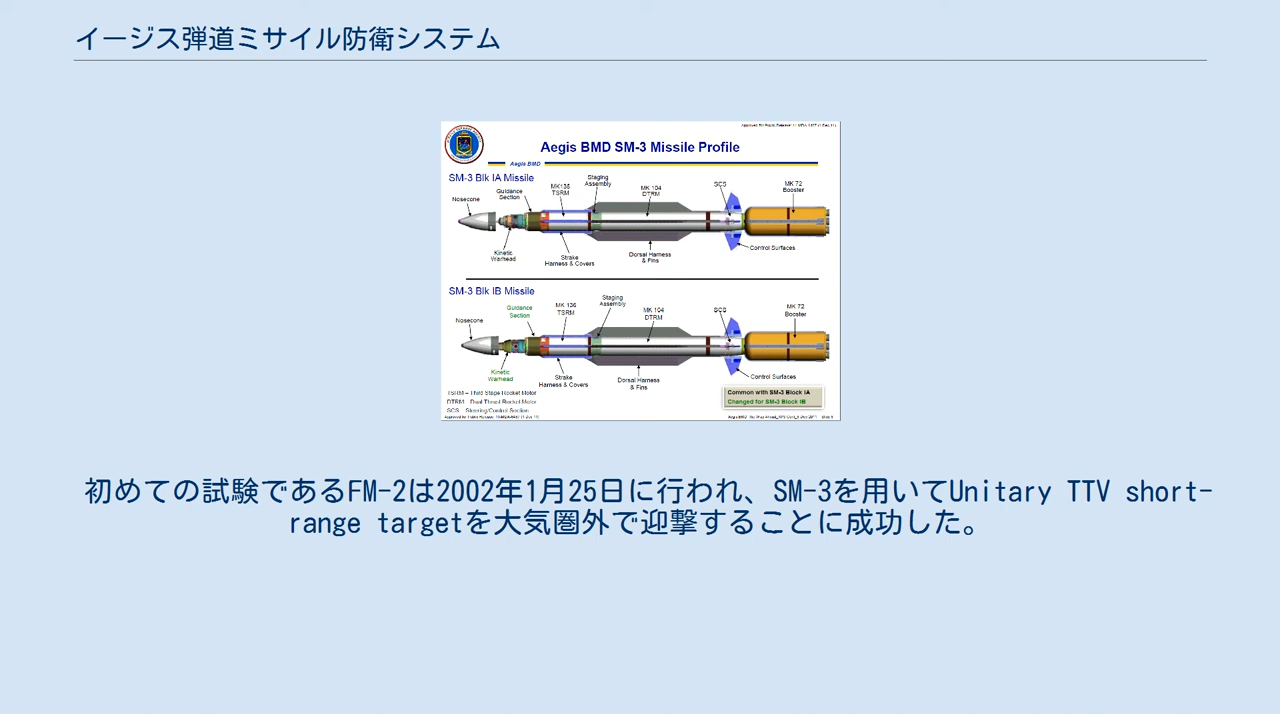 イージス弾道ミサイル防衛システム
Aegis BMD SM-3 Missile Profile
Aegis BMD
SM-3 Blk IA Missile
Nosecone
Guidance
Section
MK136
TSRM
Staging
Assembly
MK 104
DTRM
SCS
MK 72
Booster
Kinetic
Warhead
Strake
Harness & Covers
Dorsal Harness
& Fins
Control Surfaces
SM-3 Blk IB Missile
Nosecone
Guidance
Section
MK 136
TSRM
Staging
Assembly
MK 104
DTRM
SCS
MK 72
Booster
Kinetic
Warhead
Strake
Harness & Covers
Dorsal Harness
& Fins
Control Surfaces
TSRM – Third Stage Rocket Motor
DTRM Dual Thrust Rocket Motor
SCS Steering/Control Section
Common with SM-3 Block IA
Changed for SM-3 Block IB
初めての試験であるFM-2は2002年1月25日に行われ、SM-3を用いてUnitary TTV short-
range targetを大気圏外で迎撃することに成功した。